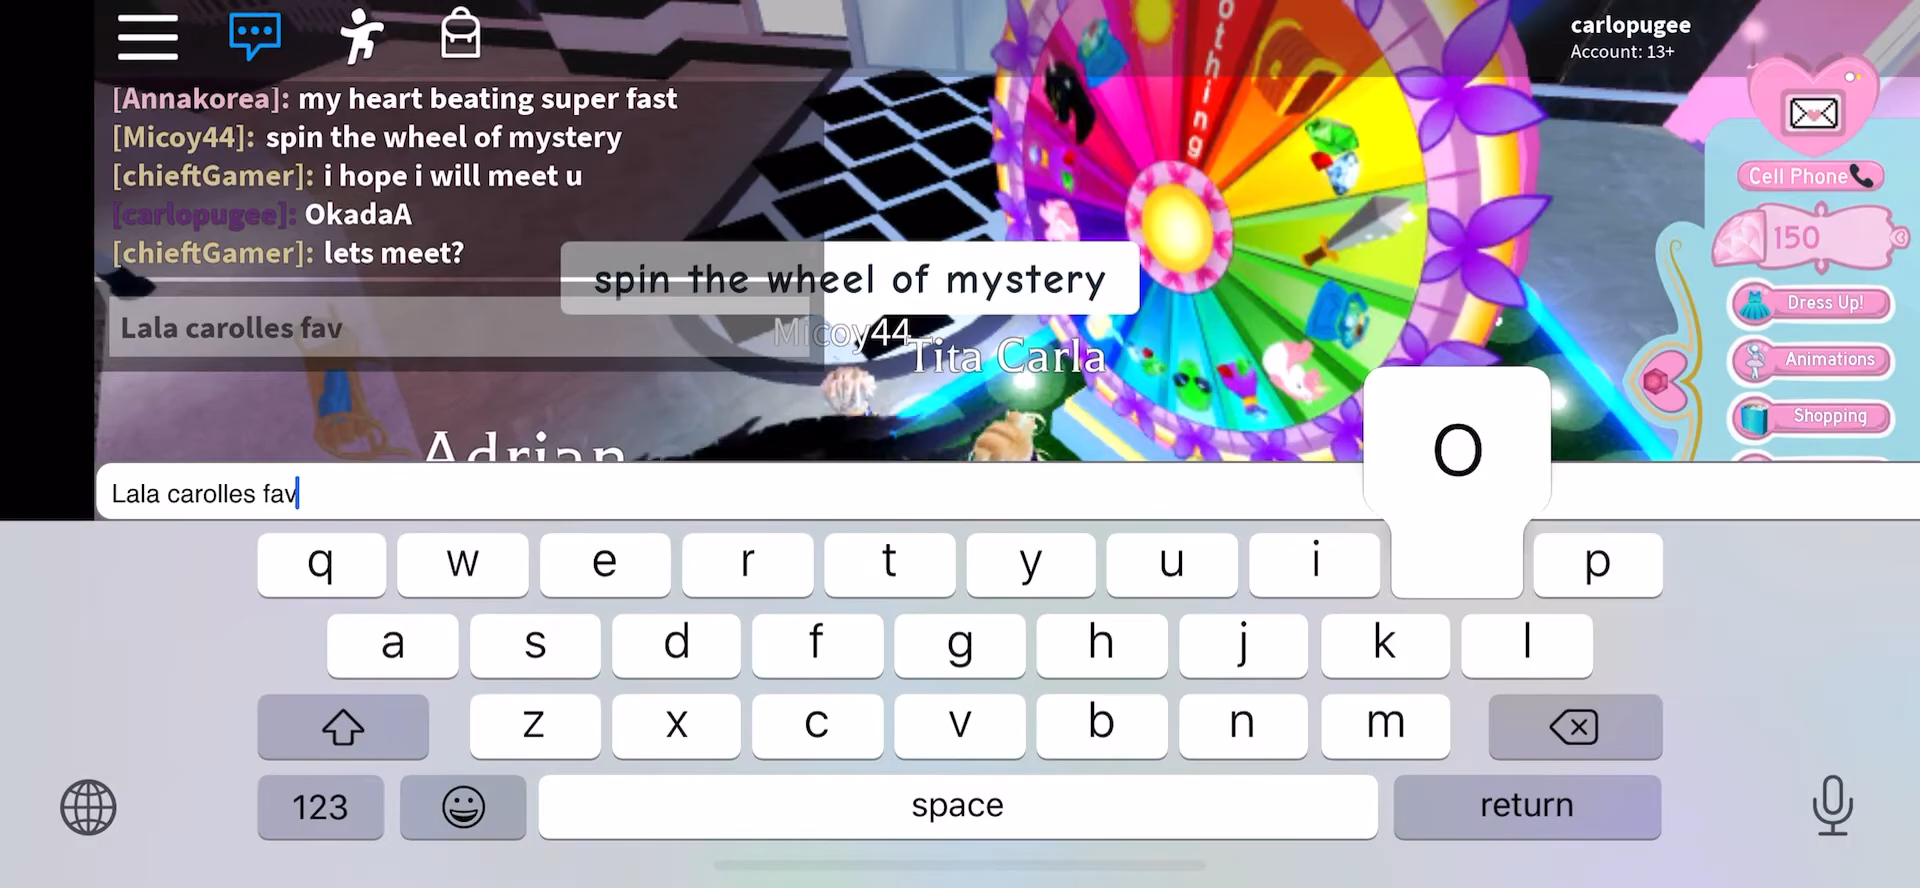 carlopugee
Account: 13+
[Annakorea]: my heart beating super fast
[Micoy44]: spin the wheel of mystery
[chieftGamer]: i hope i will meet u
[carlopugee]: OkadaA
[chieftGamer]: lets meet?
Lala carolles fav
spin the wheel of mystery
Micoy44
Tita Carla
Adrian
othing
Cell Phone
150
Dress Up!
Animations
Shopping
Lala carolles fav
O
q w e r t y u i p
a s d f g h j k l
z x c v b n m
123 space return